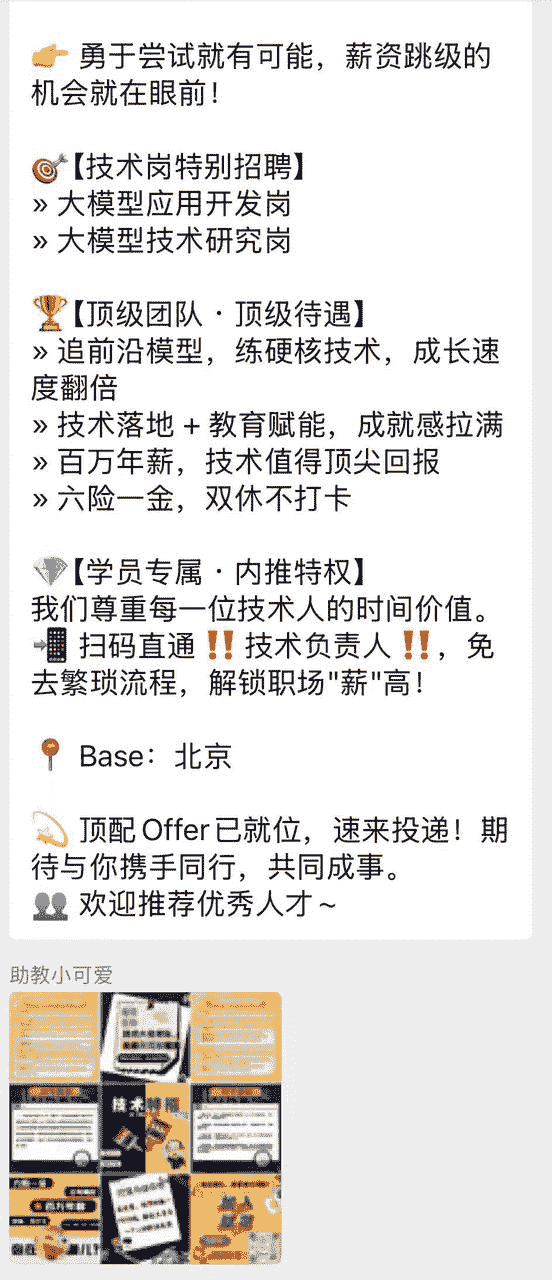 👉 勇于尝试就有可能，薪资跳级的
机会就在眼前！
🎯【技术岗特别招聘】
» 大模型应用开发岗
» 大模型技术研究岗
🏆【顶级团队 · 顶级待遇】
» 追前沿模型，练硬核技术，成长速
度翻倍
» 技术落地 + 教育赋能，成就感拉满
» 百万年薪，技术值得顶尖回报
» 六险一金，双休不打卡
💎【学员专属 · 内推特权】
我们尊重每一位技术人的时间价值。
📲 扫码直通 ‼️ 技术负责人 ‼️，免
去繁琐流程，解锁职场"薪"高！
📍 Base：北京
💫 顶配 Offer 已就位，速来投递！期
待与你携手同行，共同成事。
👥 欢迎推荐优秀人才～
助教小可爱
技术